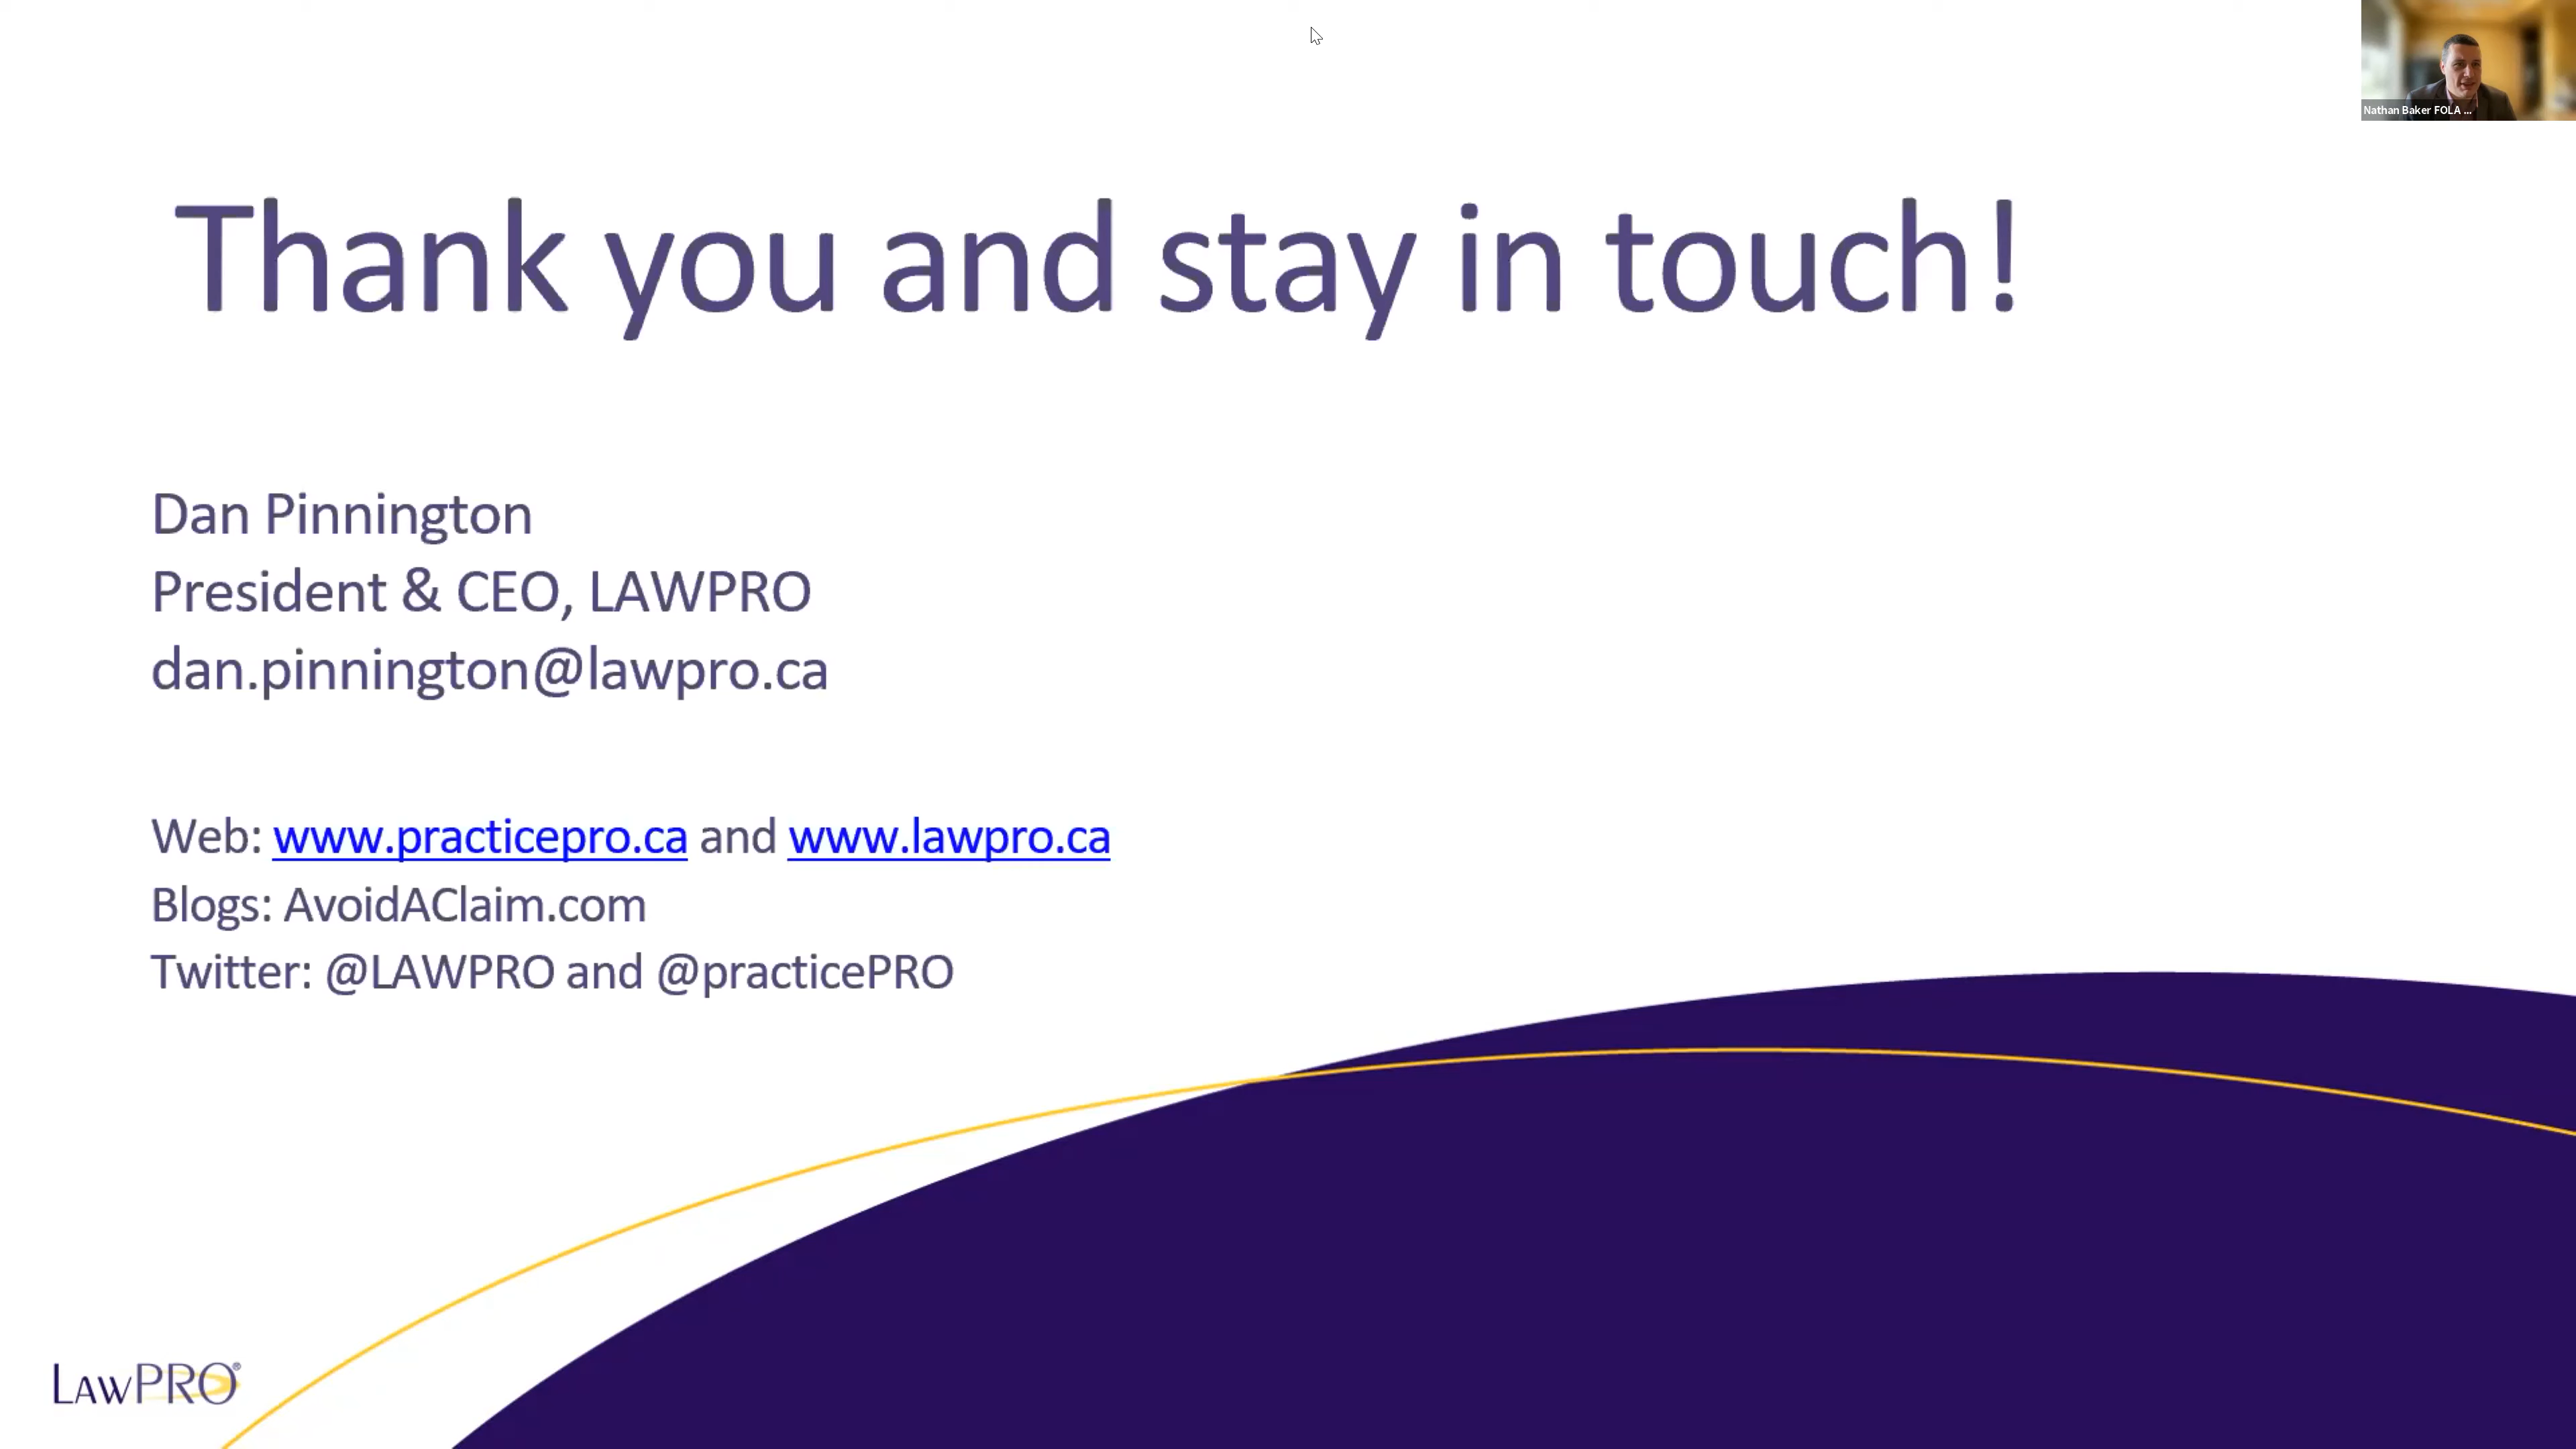 Nathan Baker FOLA ...
Thank you and stay in touch!
Dan Pinnington
President & CEO, LAWPRO
dan.pinnington@lawpro.ca
Web: www.practicepro.ca and www.lawpro.ca
Blogs: AvoidAClaim.com
Twitter: @LAWPRO and @practicePRO
LAWPRO®